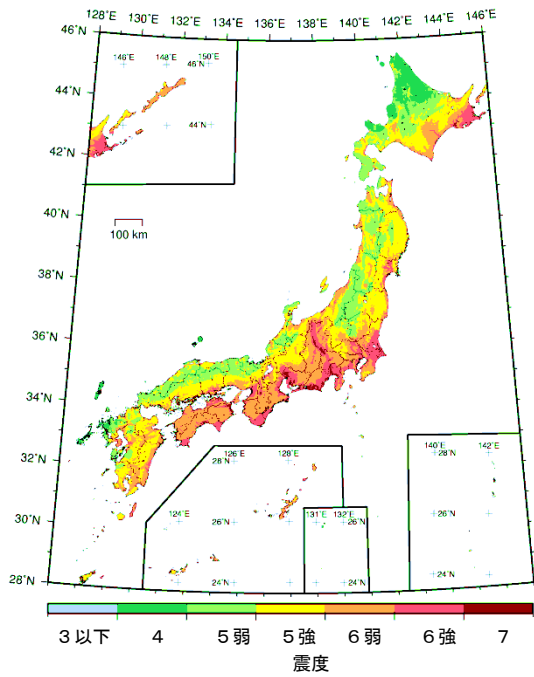 128°E 130°E 132°E 134°E 136°E 138°E 140°E 142°E 144°E 146°E
46°N
146°E 148°E 150°E
46°N
44°N
44°N
42°N
40°N
100 km
38°N
36°N
34°N
32°N
126°E 128°E
28°N
140°E 142°E
28°N
30°N
124°E
26°N
131°E 132°E
26°N
26°N
28°N
24°N
24°N
24°N
3以下 4 5弱 5強 6弱 6強 7
震度